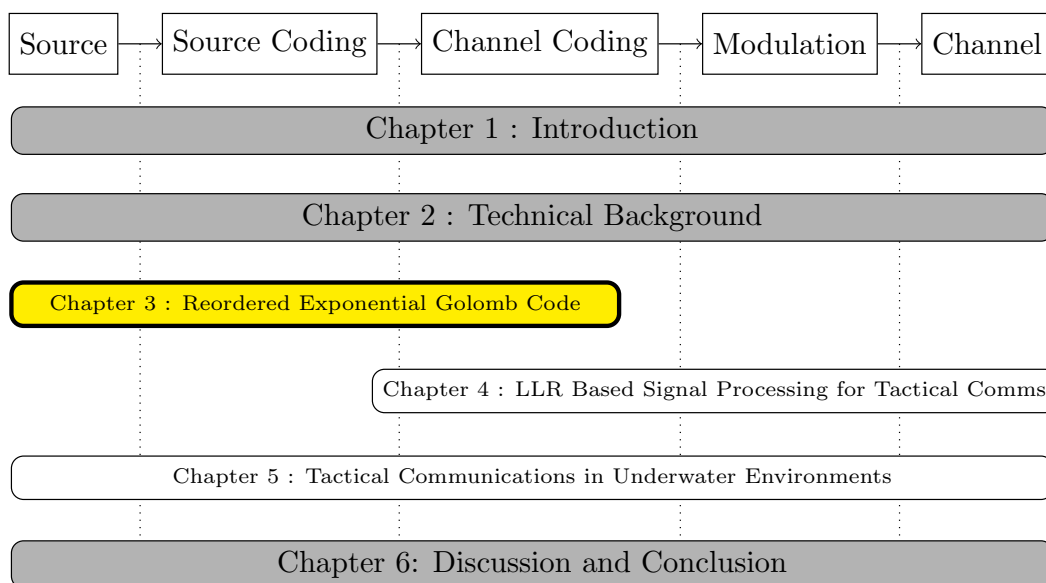 Source
Source Coding
Channel Coding
Modulation
Channel
Chapter 1 : Introduction
Chapter 2 : Technical Background
Chapter 3 : Reordered Exponential Golomb Code
Chapter 4 : LLR Based Signal Processing for Tactical Comms
Chapter 5 : Tactical Communications in Underwater Environments
Chapter 6: Discussion and Conclusion